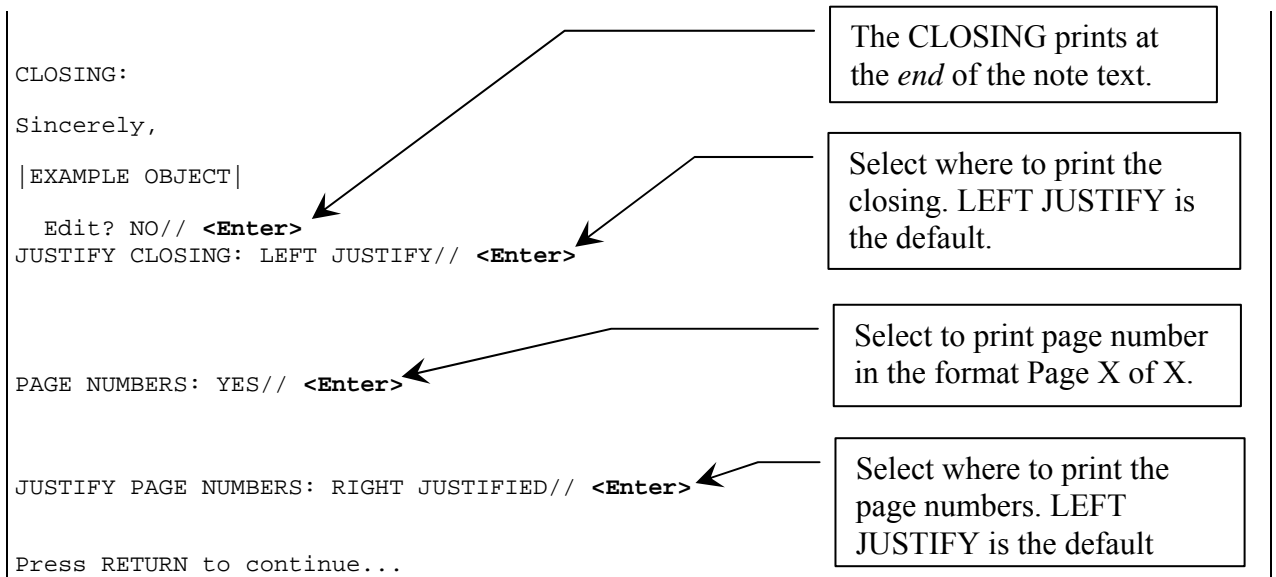 The CLOSING prints at
the end of the note text.
CLOSING:
Sincerely,
|EXAMPLE OBJECT|
Edit? NO// <Enter>
Select where to print the
closing. LEFT JUSTIFY is
the default.
JUSTIFY CLOSING: LEFT JUSTIFY// <Enter>
Select to print page number
in the format Page X of X.
PAGE NUMBERS: YES// <Enter>
Select where to print the
page numbers. LEFT
JUSTIFY is the default
JUSTIFY PAGE NUMBERS: RIGHT JUSTIFIED// <Enter>
Press RETURN to continue...